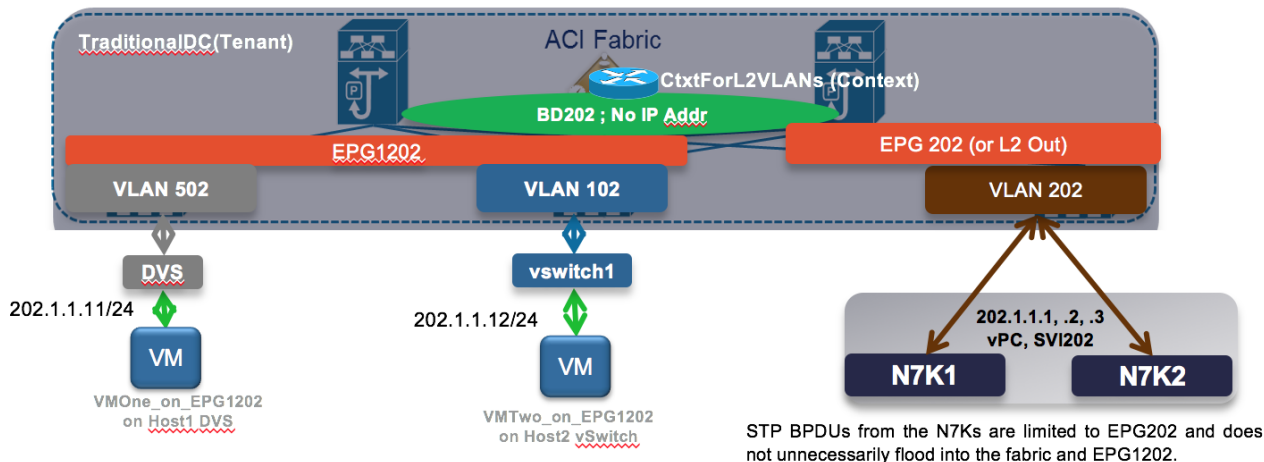 TraditionalDC(Tenant)
ACI Fabric
CtxtForL2VLANs (Context)
BD202 ; No IP Addr
EPG1202
EPG 202 (or L2 Out)
VLAN 502
VLAN 102
VLAN 202
DVS
vswitch1
202.1.1.11/24
202.1.1.12/24
VM
VM
202.1.1.1, .2, .3
vPC, SVI202
N7K1
N7K2
VMOne_on_EPG1202
on Host1 DVS
VMTwo_on_EPG1202
on Host2 vSwitch
STP BPDUs from the N7Ks are limited to EPG202 and does
not unnecessarily flood into the fabric and EPG1202.
P
P